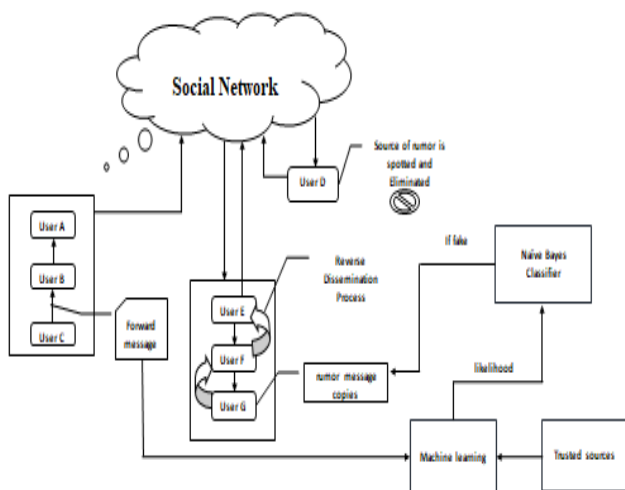 Social Network
Source of rumor is
spotted and
Eliminated
User D
User A
User B
User C
Forward
message
Reverse
Dissemination
Process
If fake
Naïve Bayes
Classifier
User E
User F
User G
rumor message
copies
likelihood
Machine learning
Trusted sources